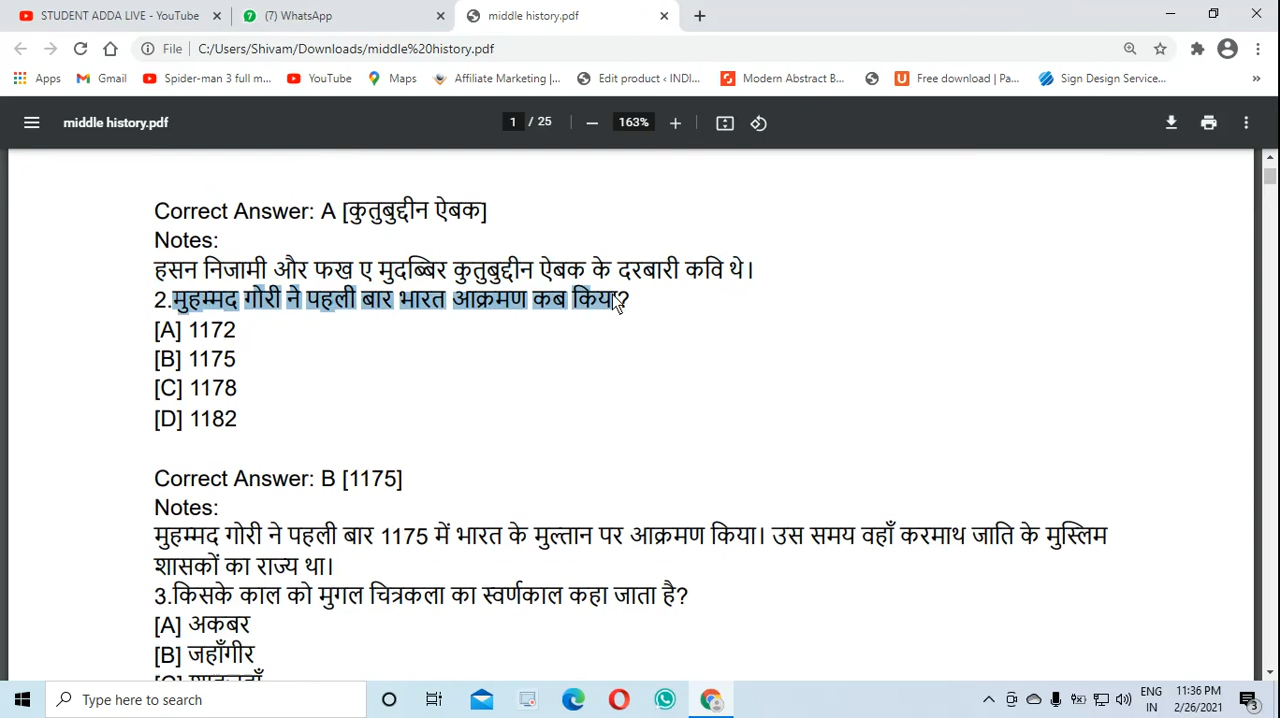 STUDENT ADDA LIVE - YouTube
(7) WhatsApp
middle history.pdf
File
C:/Users/Shivam/Downloads/middle%20history.pdf
Apps
Gmail
Spider-man 3 full m...
YouTube
Maps
Affiliate Marketing |...
Edit product ‹ INDI...
Modern Abstract B...
Free download | Pa...
Sign Design Service...
middle history.pdf
1 / 25
163%
Correct Answer: A [कुतुबुद्दीन ऐबक]
Notes:
हसन निजामी और फख ए मुदब्बिर कुतुबुद्दीन ऐबक के दरबारी कवि थे।
2.मुहम्मद गोरी ने पहली बार भारत आक्रमण कब किया?
[A] 1172
[B] 1175
[C] 1178
[D] 1182
Correct Answer: B [1175]
Notes:
मुहम्मद गोरी ने पहली बार 1175 में भारत के मुल्तान पर आक्रमण किया। उस समय वहाँ करमाथ जाति के मुस्लिम
शासकों का राज्य था।
3.किसके काल को मुगल चित्रकला का स्वर्णकाल कहा जाता है?
[A] अकबर
[B] जहाँगीर
Type here to search
ENG
IN
11:36 PM
2/26/2021
3